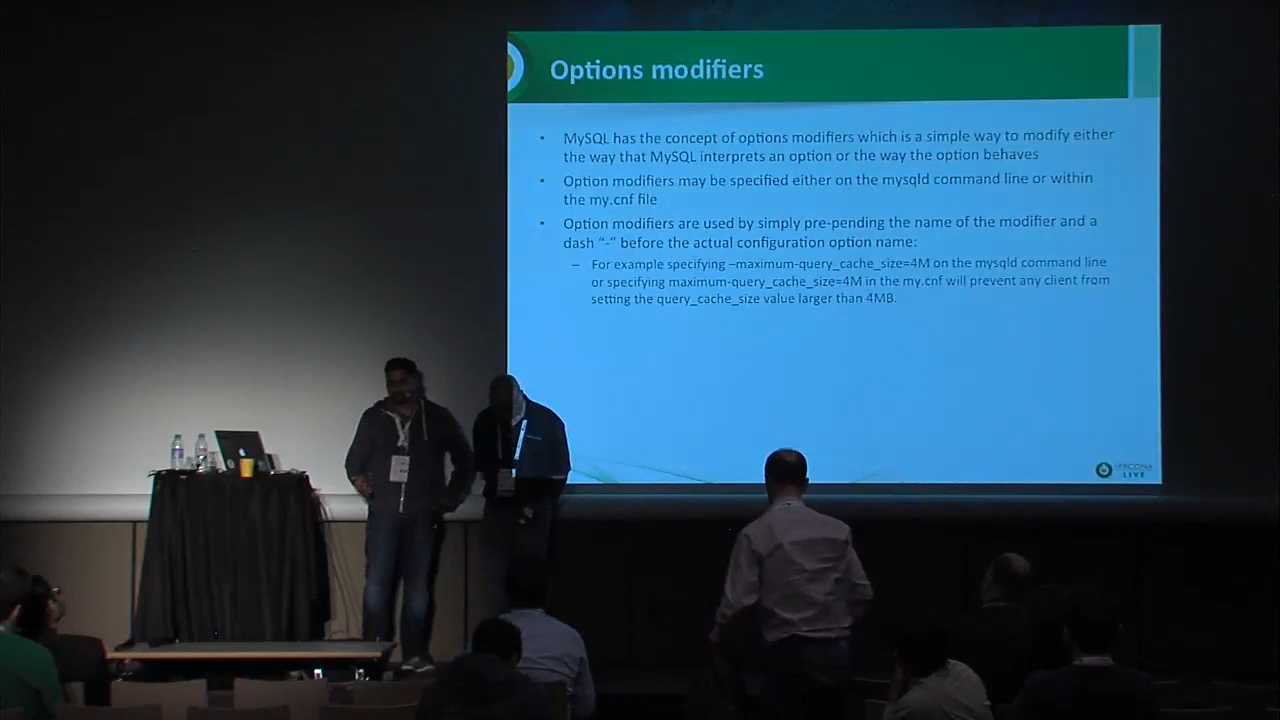 Options modifiers
• MySQL has the concept of options modifiers which is a simple way to modify either
the way that MySQL interprets an option or the way the option behaves
• Option modifiers may be specified either on the mysqld command line or within
the my.cnf file
• Option modifiers are used by simply pre-pending the name of the modifier and a
dash “-” before the actual configuration option name:
– For example specifying –maximum-query_cache_size=4M on the mysqld command line
or specifying maximum-query_cache_size=4M in the my.cnf will prevent any client from
setting the query_cache_size value larger than 4MB.
PERCONA
LIVE